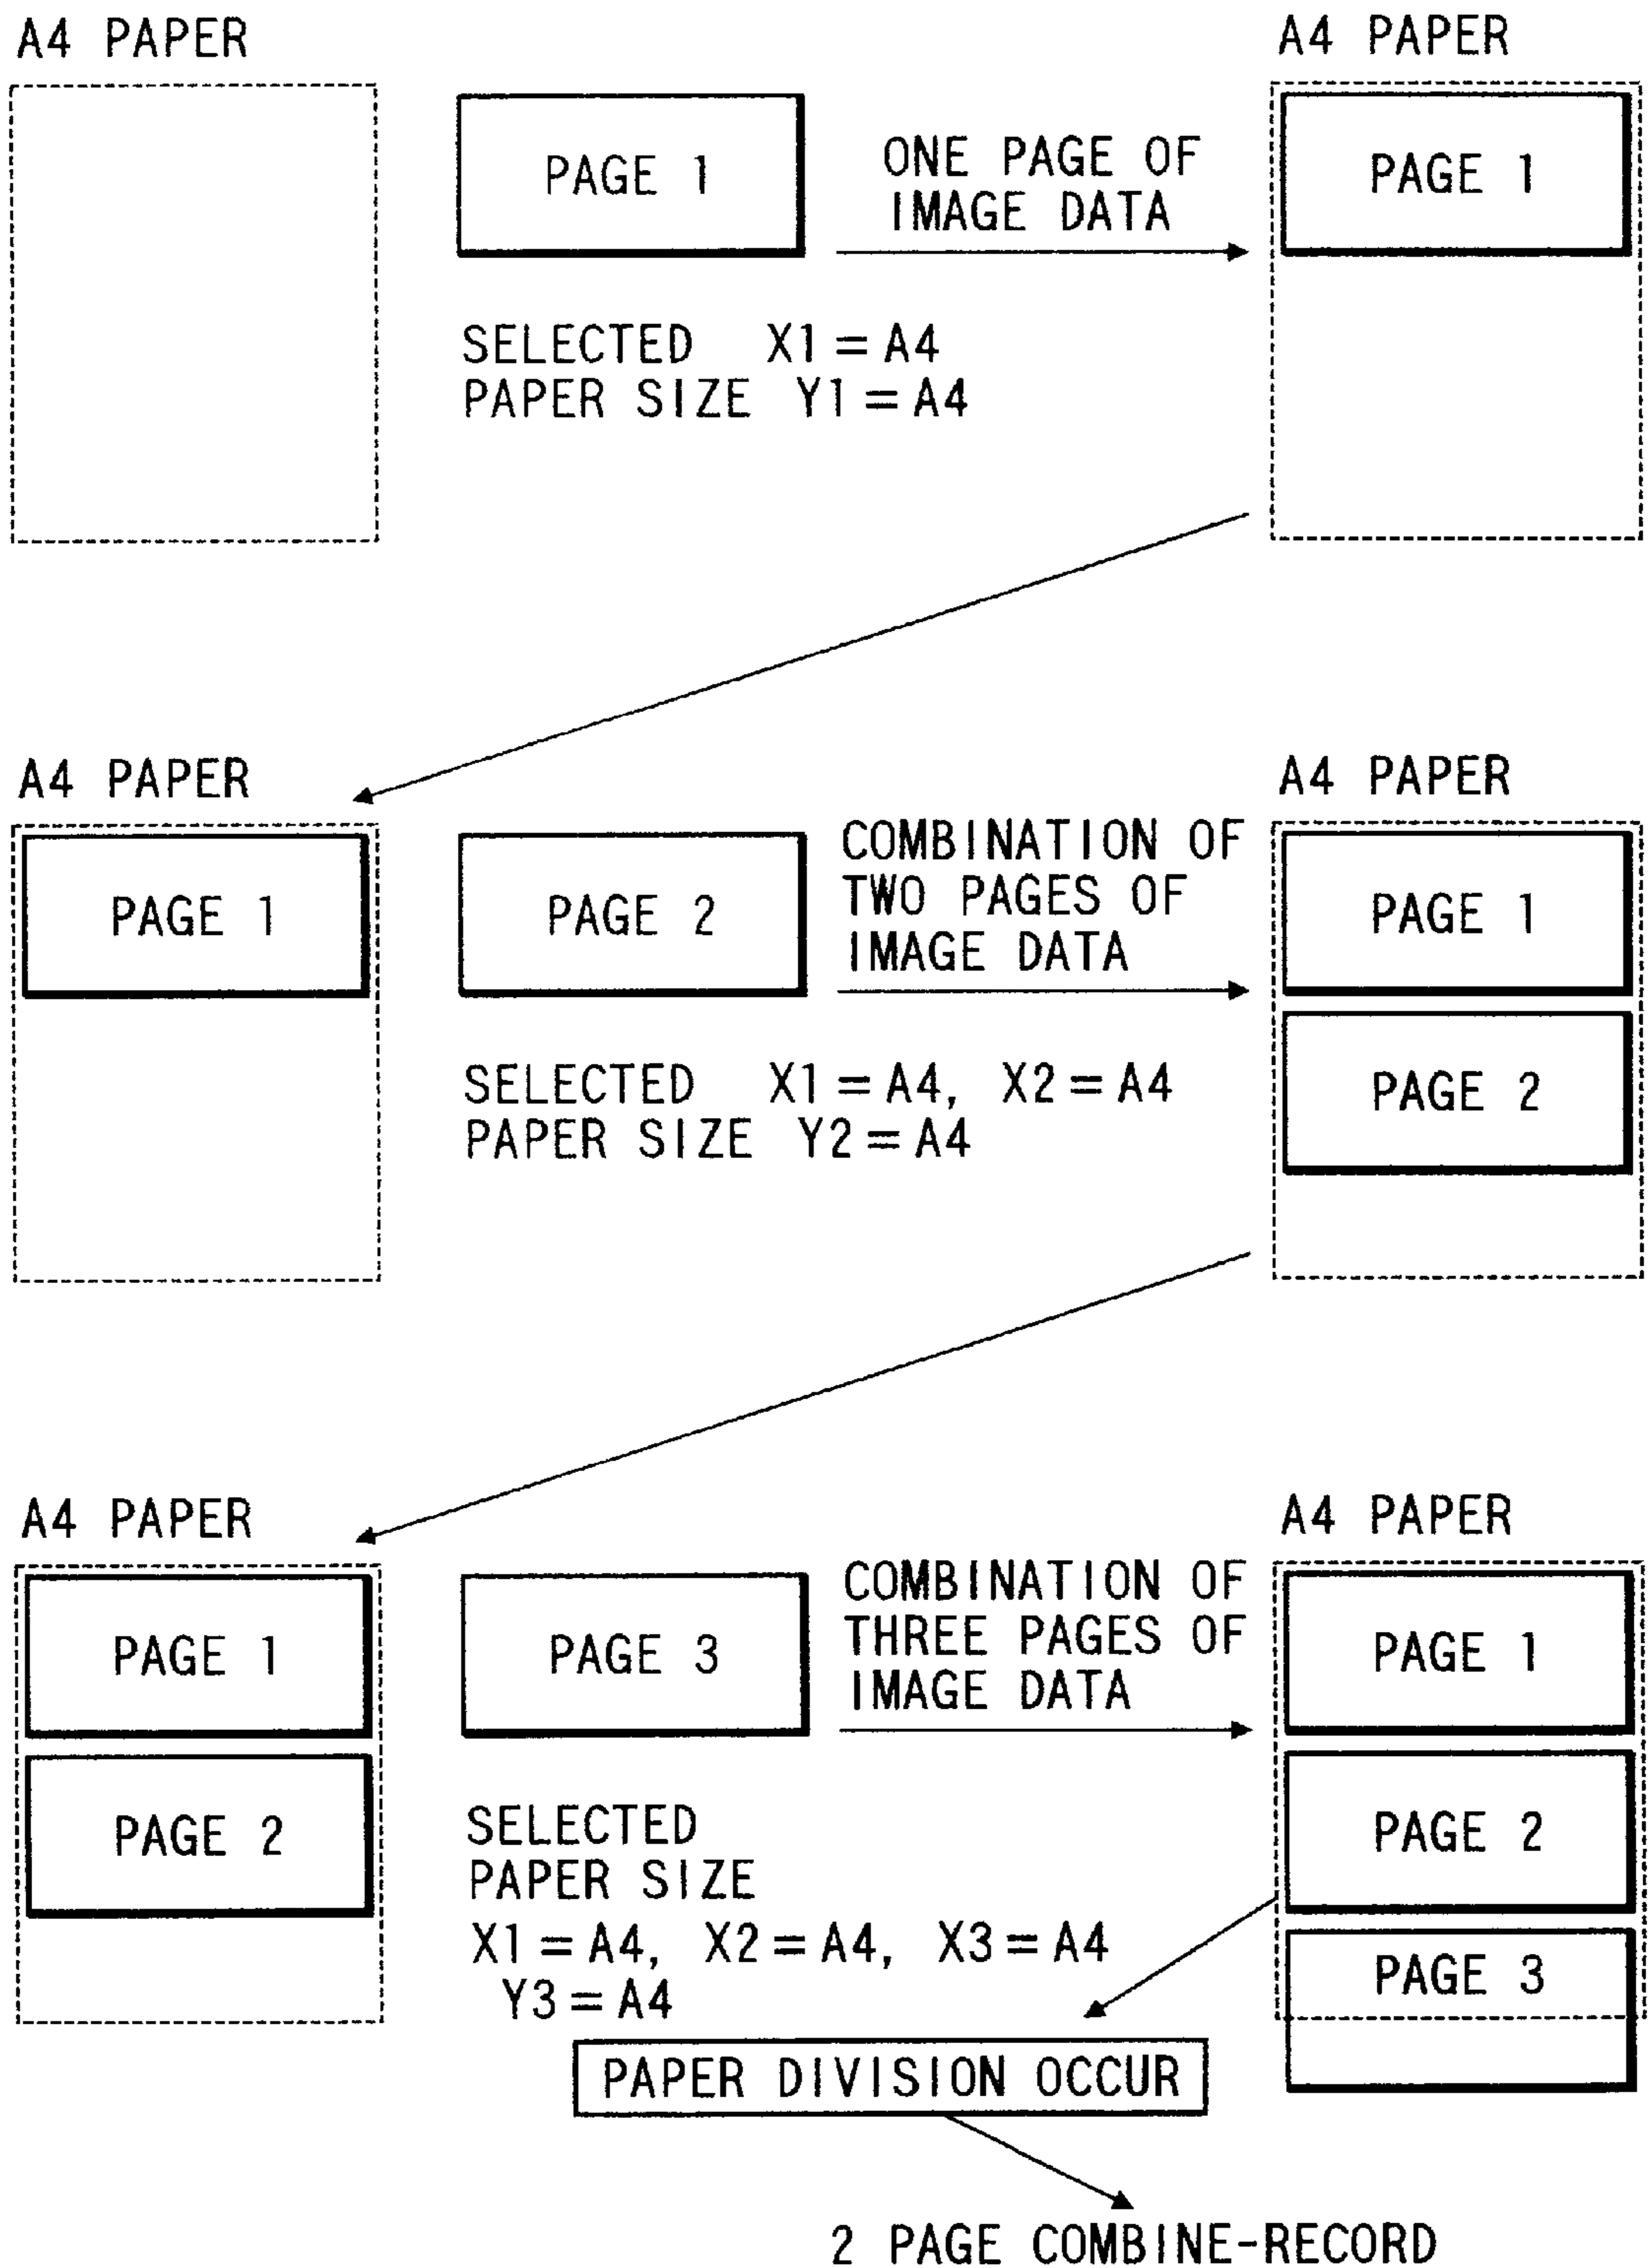 A4 PAPER
A4 PAPER
PAGE 1
ONE PAGE OF
IMAGE DATA
PAGE 1
SELECTED X1=A4
PAPER SIZE Y1=A4
A4 PAPER
A4 PAPER
PAGE 1
PAGE 2
COMBINATION OF
TWO PAGES OF
IMAGE DATA
PAGE 1
PAGE 2
SELECTED X1=A4, X2=A4
PAPER SIZE Y2=A4
A4 PAPER
A4 PAPER
PAGE 1
PAGE 2
PAGE 3
COMBINATION OF
THREE PAGES OF
IMAGE DATA
PAGE 1
PAGE 2
PAGE 3
SELECTED
PAPER SIZE
X1=A4, X2=A4, X3=A4
Y3=A4
PAPER DIVISION OCCUR
2 PAGE COMBINE-RECORD